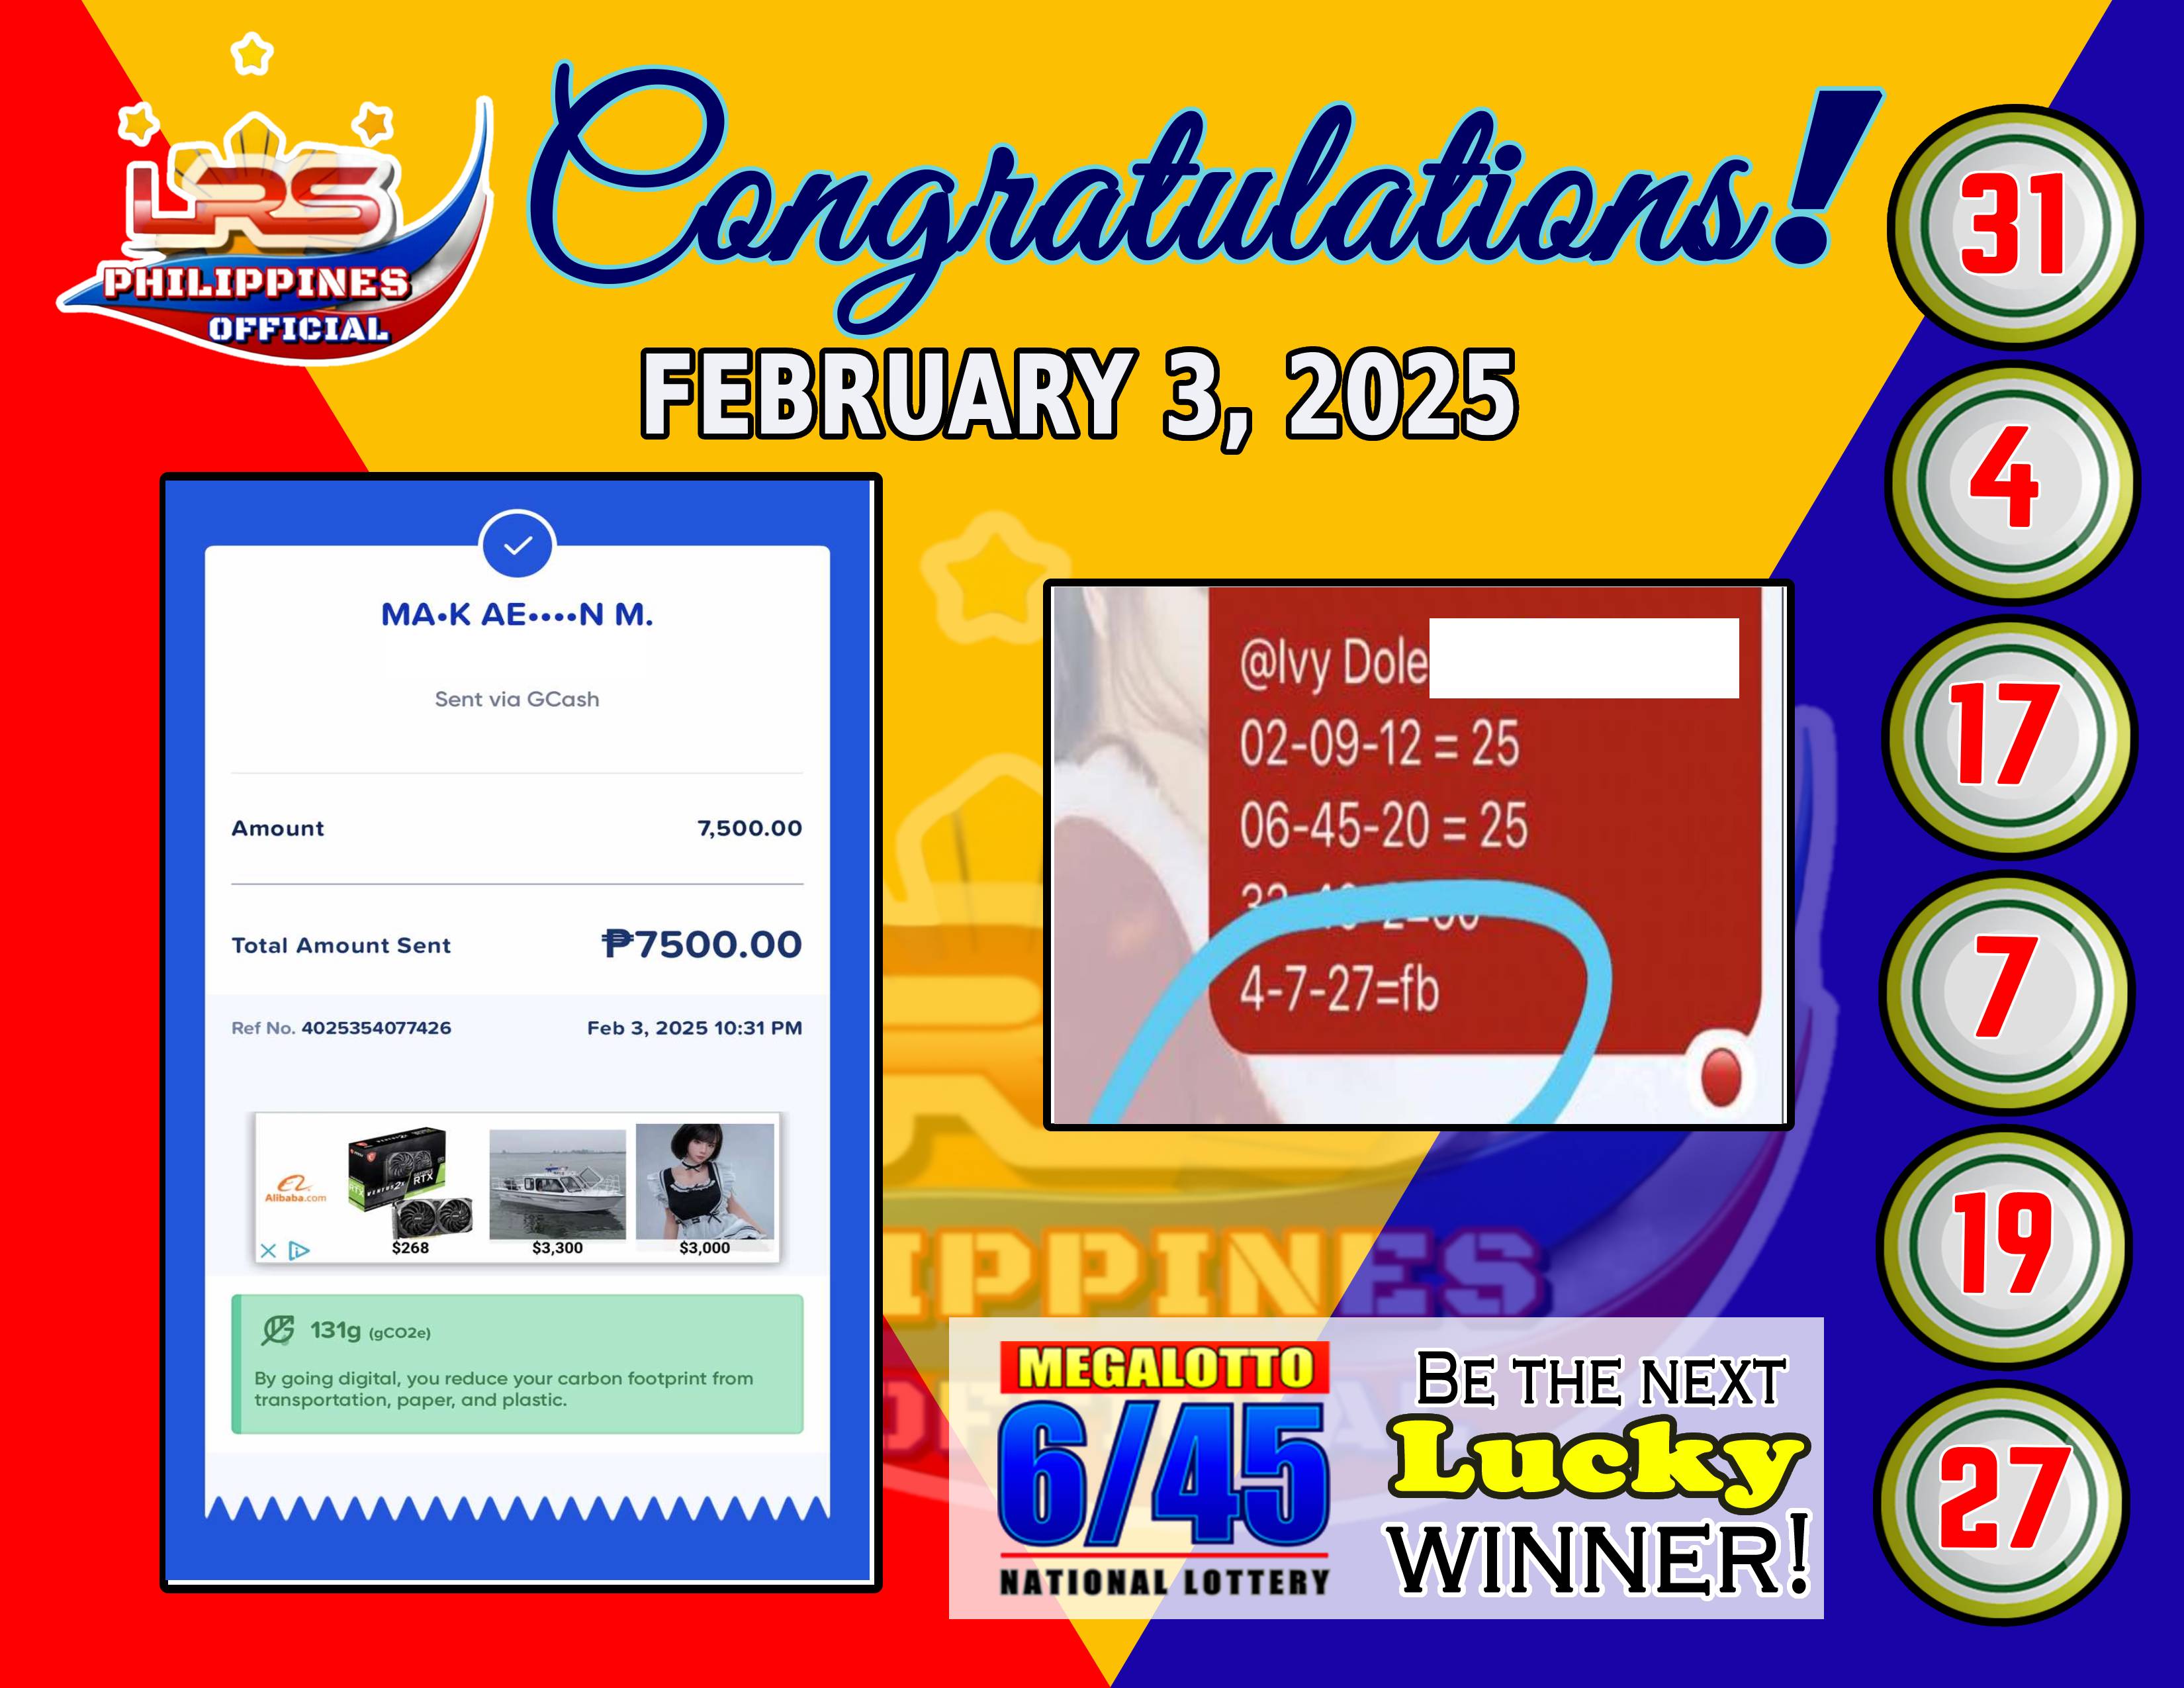 LRS
PHILIPPINES
OFFICIAL
Congratulations!
FEBRUARY 3, 2025
MA•K AE••••N M.
Sent via GCash
Amount 7,500.00
Total Amount Sent ₱7500.00
Ref No. 4025354077426 Feb 3, 2025 10:31 PM
Alibaba.com
VENTUS 2X
RTX
$268 $3,300 $3,000
131g (gCO2e)
By going digital, you reduce your carbon footprint from
transportation, paper, and plastic.
@Ivy Dole
02-09-12 = 25
06-45-20 = 25
4-7-27=fb
IPPINES
MEGALOTTO
6/45
NATIONAL LOTTERY
BE THE NEXT
Lucky
WINNER!
31
4
17
7
19
27